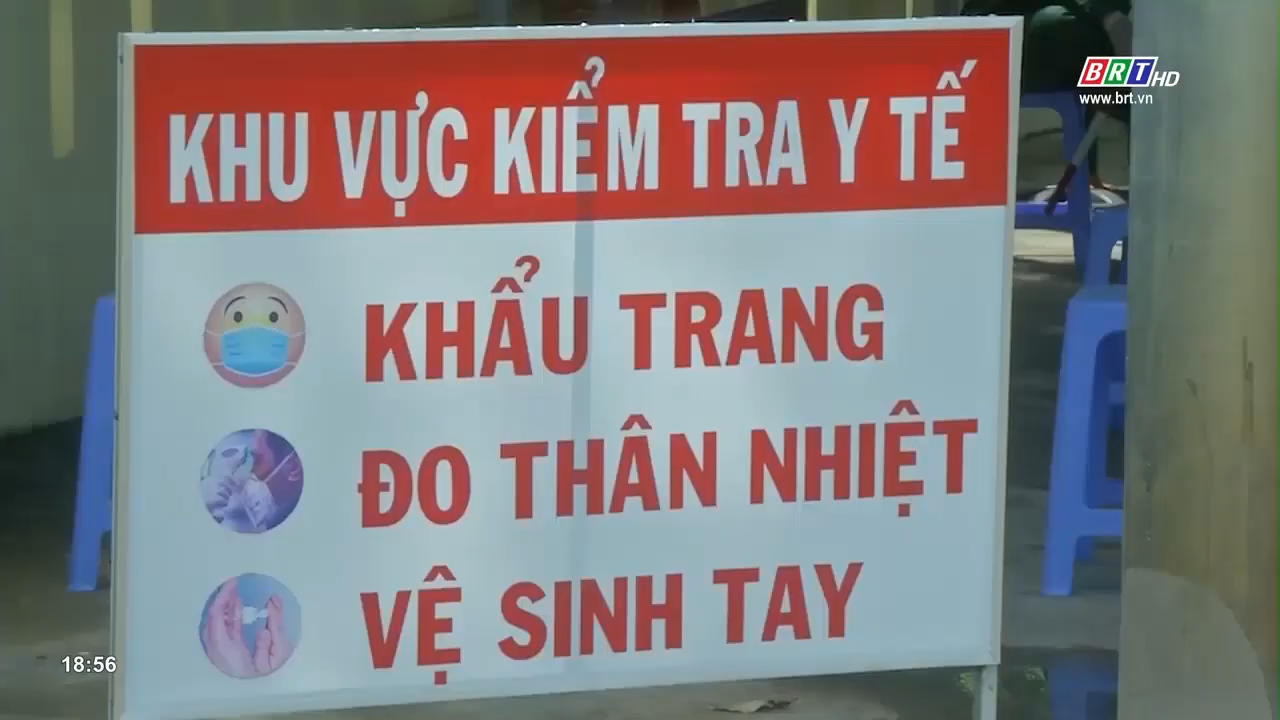 BRT HD
www.brt.vn
KHU VỰC KIỂM TRA Y TẾ
KHẨU TRANG
ĐO THÂN NHIỆT
VỆ SINH TAY
18:56